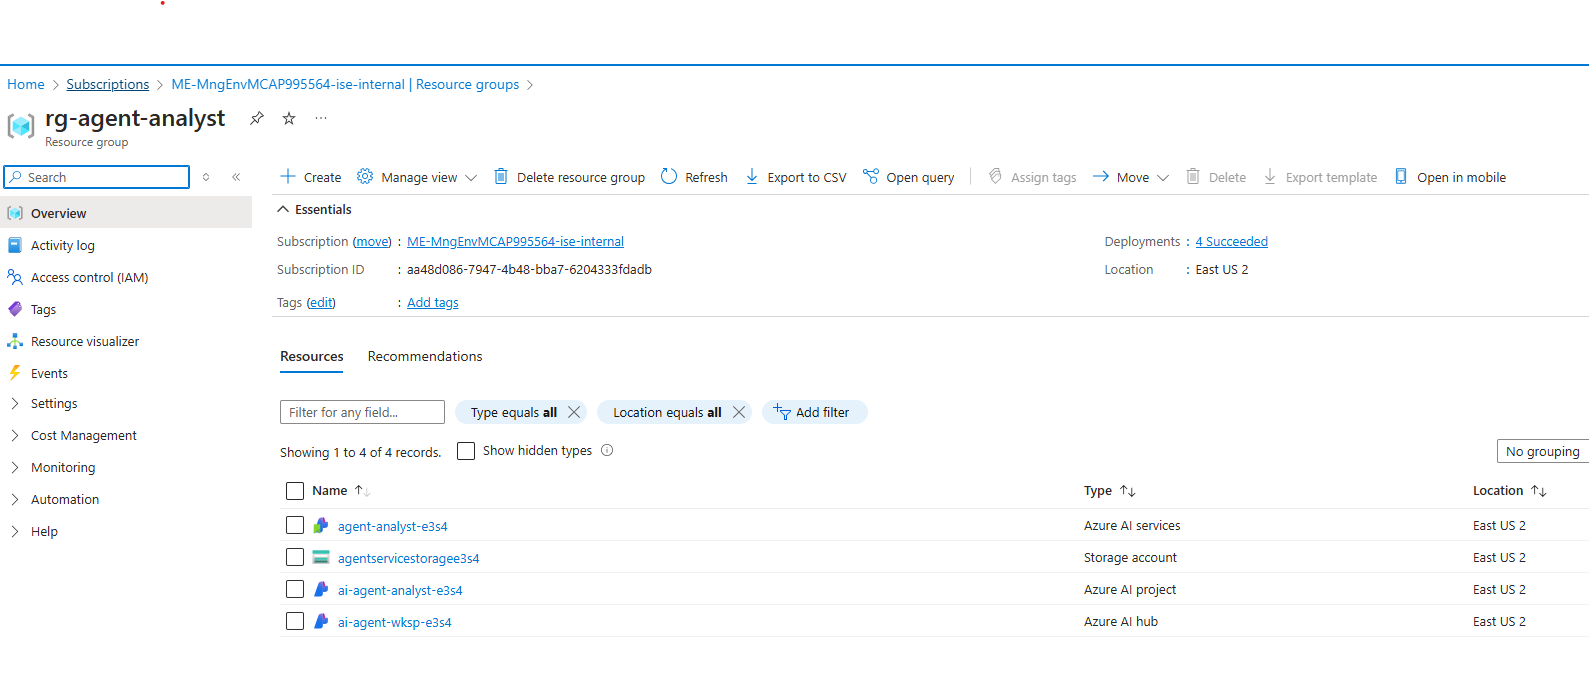 Home > Subscriptions > ME-MngEnvMCAP995564-ise-internal | Resource groups >
rg-agent-analyst
Resource group
Search
Create Manage view Delete resource group Refresh Export to CSV Open query Assign tags Move Delete Export template Open in mobile
Overview
Activity log
Access control (IAM)
Tags
Resource visualizer
Events
Settings
Cost Management
Monitoring
Automation
Help
Essentials
Subscription (move) : ME-MngEnvMCAP995564-ise-internal
Subscription ID : aa48d086-7947-4b48-bba7-6204333fdadb
Tags (edit) : Add tags
Deployments : 4 Succeeded
Location : East US 2
Resources Recommendations
Filter for any field... Type equals all Location equals all Add filter
Showing 1 to 4 of 4 records. Show hidden types No grouping
Name Type Location
agent-analyst-e3s4 Azure AI services East US 2
agentservicestoragee3s4 Storage account East US 2
ai-agent-analyst-e3s4 Azure AI project East US 2
ai-agent-wksp-e3s4 Azure AI hub East US 2